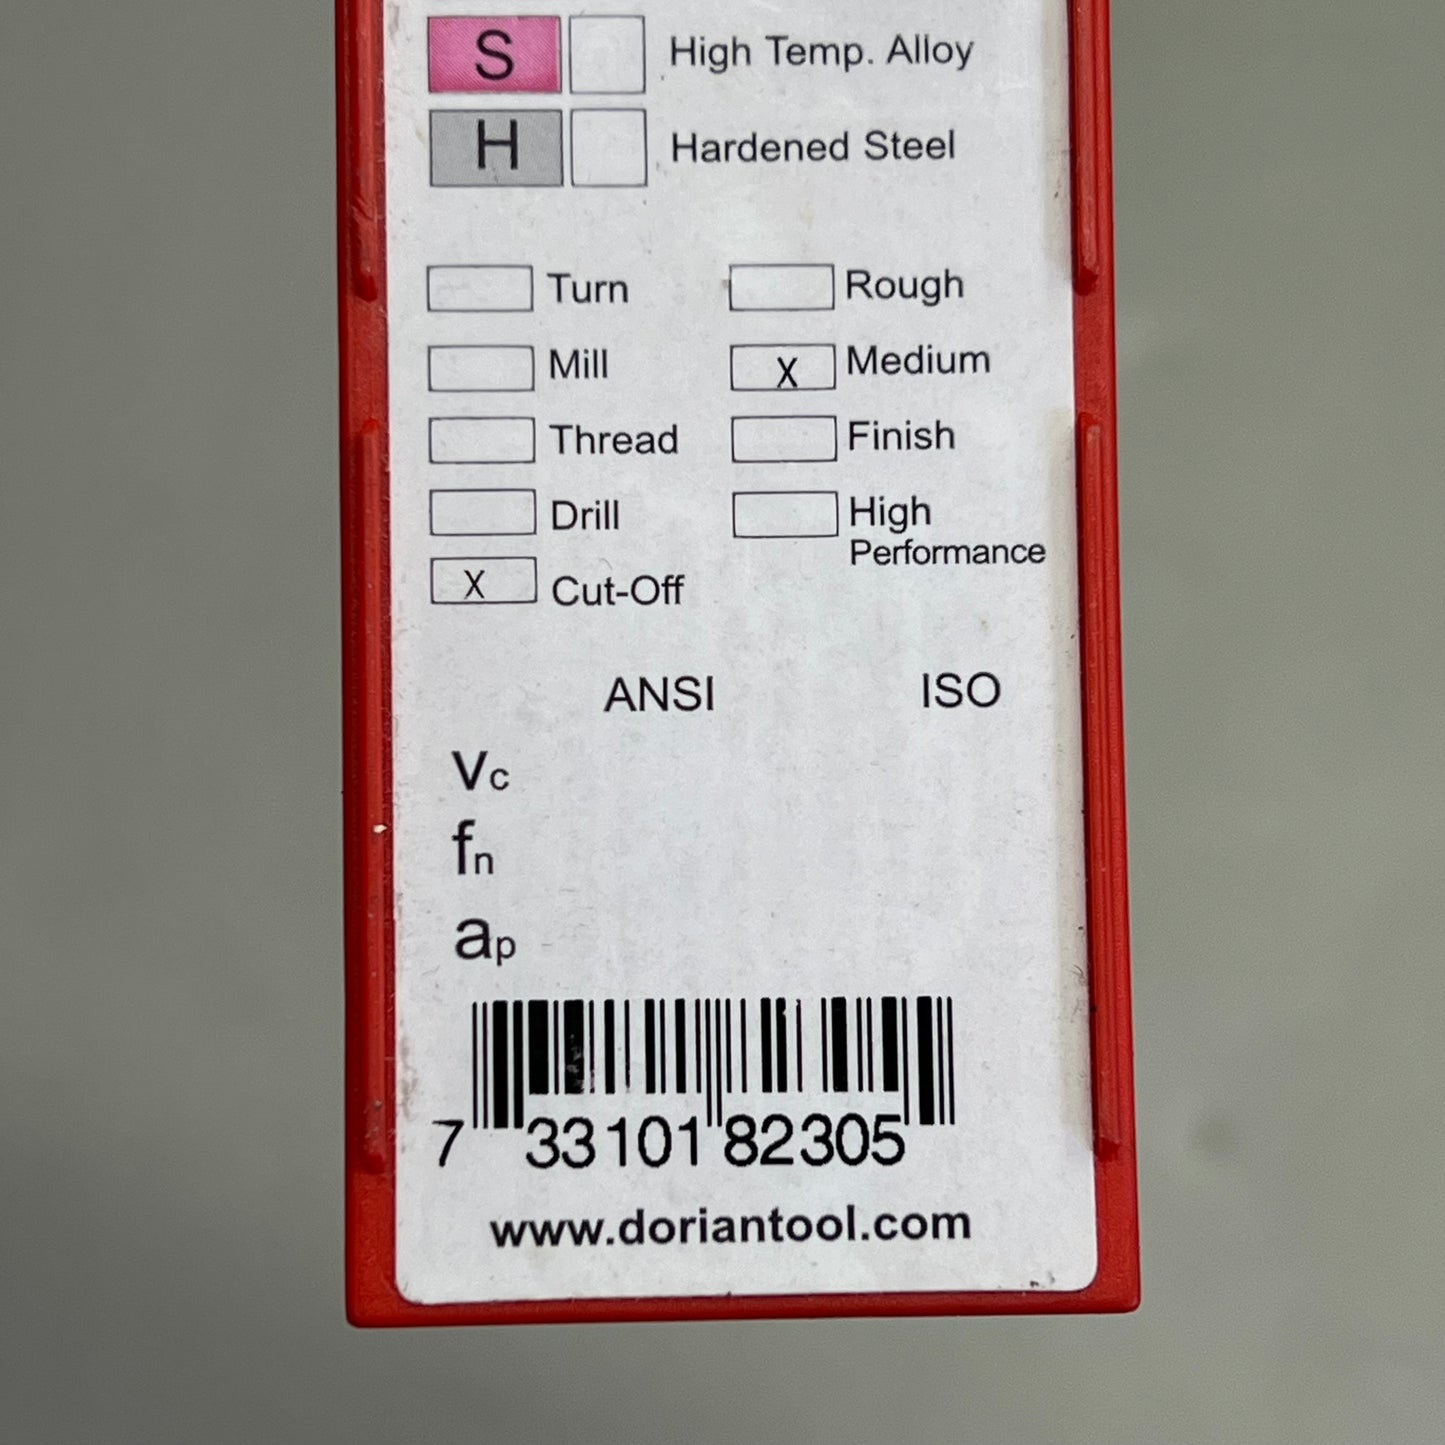 S High Temp. Alloy
H Hardened Steel
Turn Rough
Mill X Medium
Thread Finish
Drill High
Performance
X Cut-Off
ANSI ISO
Vc
fn
ap
7 33101 82305
www.doriantool.com